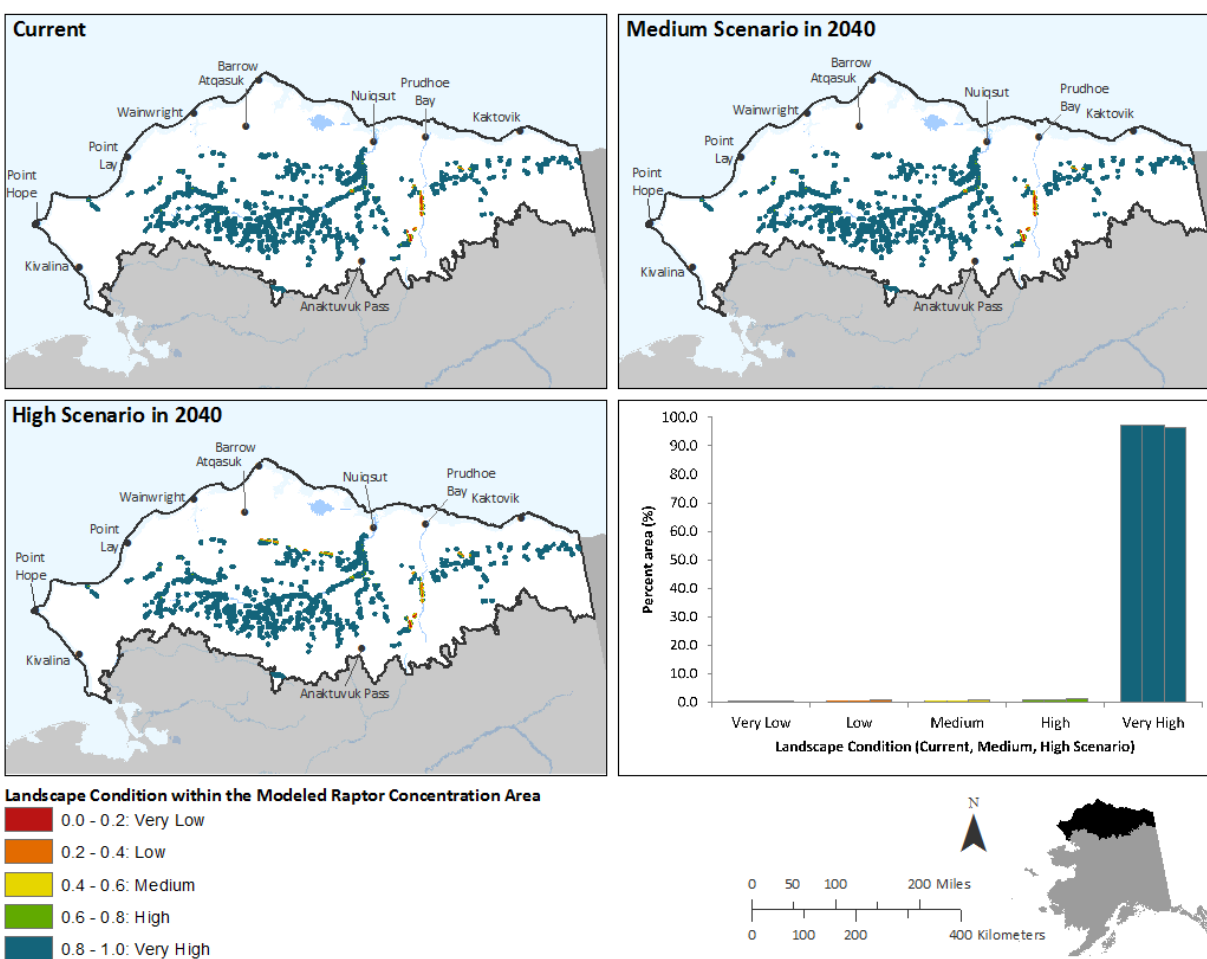 Current
Barrow
Atqasuk
Nuiqsut
Prudhoe
Bay
Wainwright
Kaktovik
Point
Lay
Point
Hope
Kivalina
Anaktuvuk Pass
Medium Scenario in 2040
Barrow
Atqasuk
Nuiqsut
Prudhoe
Bay
Kaktovik
Wainwright
Point
Lay
Point
Hope
Kivalina
Anaktuvuk Pass
High Scenario in 2040
Barrow
Atqasuk
Nuiqsut
Prudhoe
Bay
Kaktovik
Wainwright
Point
Lay
Point
Hope
Kivalina
Anaktuvuk Pass
100.0
90.0
80.0
70.0
60.0
50.0
40.0
30.0
20.0
10.0
0.0
Percent area (%)
Very Low
Low
Medium
High
Very High
Landscape Condition (Current, Medium, High Scenario)
Landscape Condition within the Modeled Raptor Concentration Area
0.0 - 0.2: Very Low
0.2 - 0.4: Low
0.4 - 0.6: Medium
0.6 - 0.8: High
0.8 - 1.0: Very High
N
0 50 100 200 Miles
0 100 200 400 Kilometers